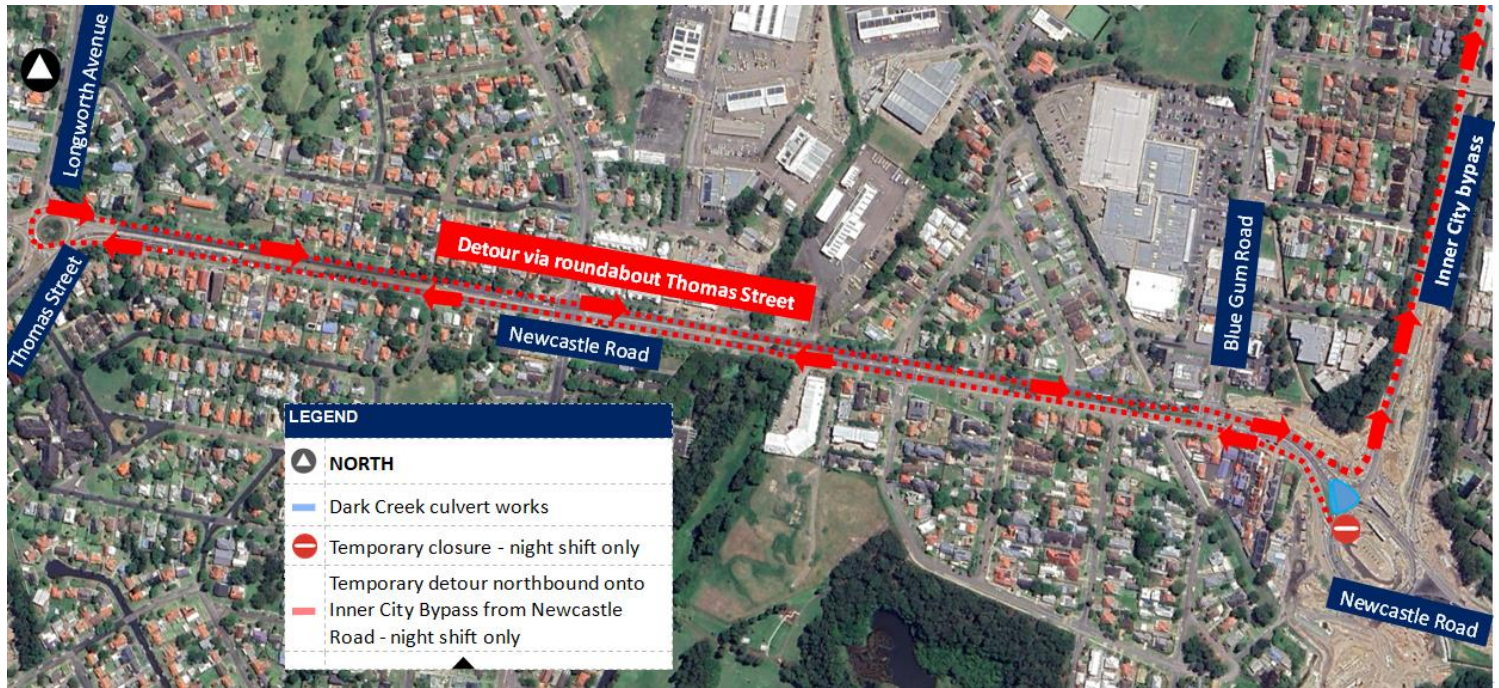 Longworth Avenue
Thomas Street
Detour via roundabout Thomas Street
Newcastle Road
Blue Gum Road
Inner City bypass
Newcastle Road
LEGEND
NORTH
Dark Creek culvert works
Temporary closure - night shift only
Temporary detour northbound onto
Inner City Bypass from Newcastle
Road - night shift only